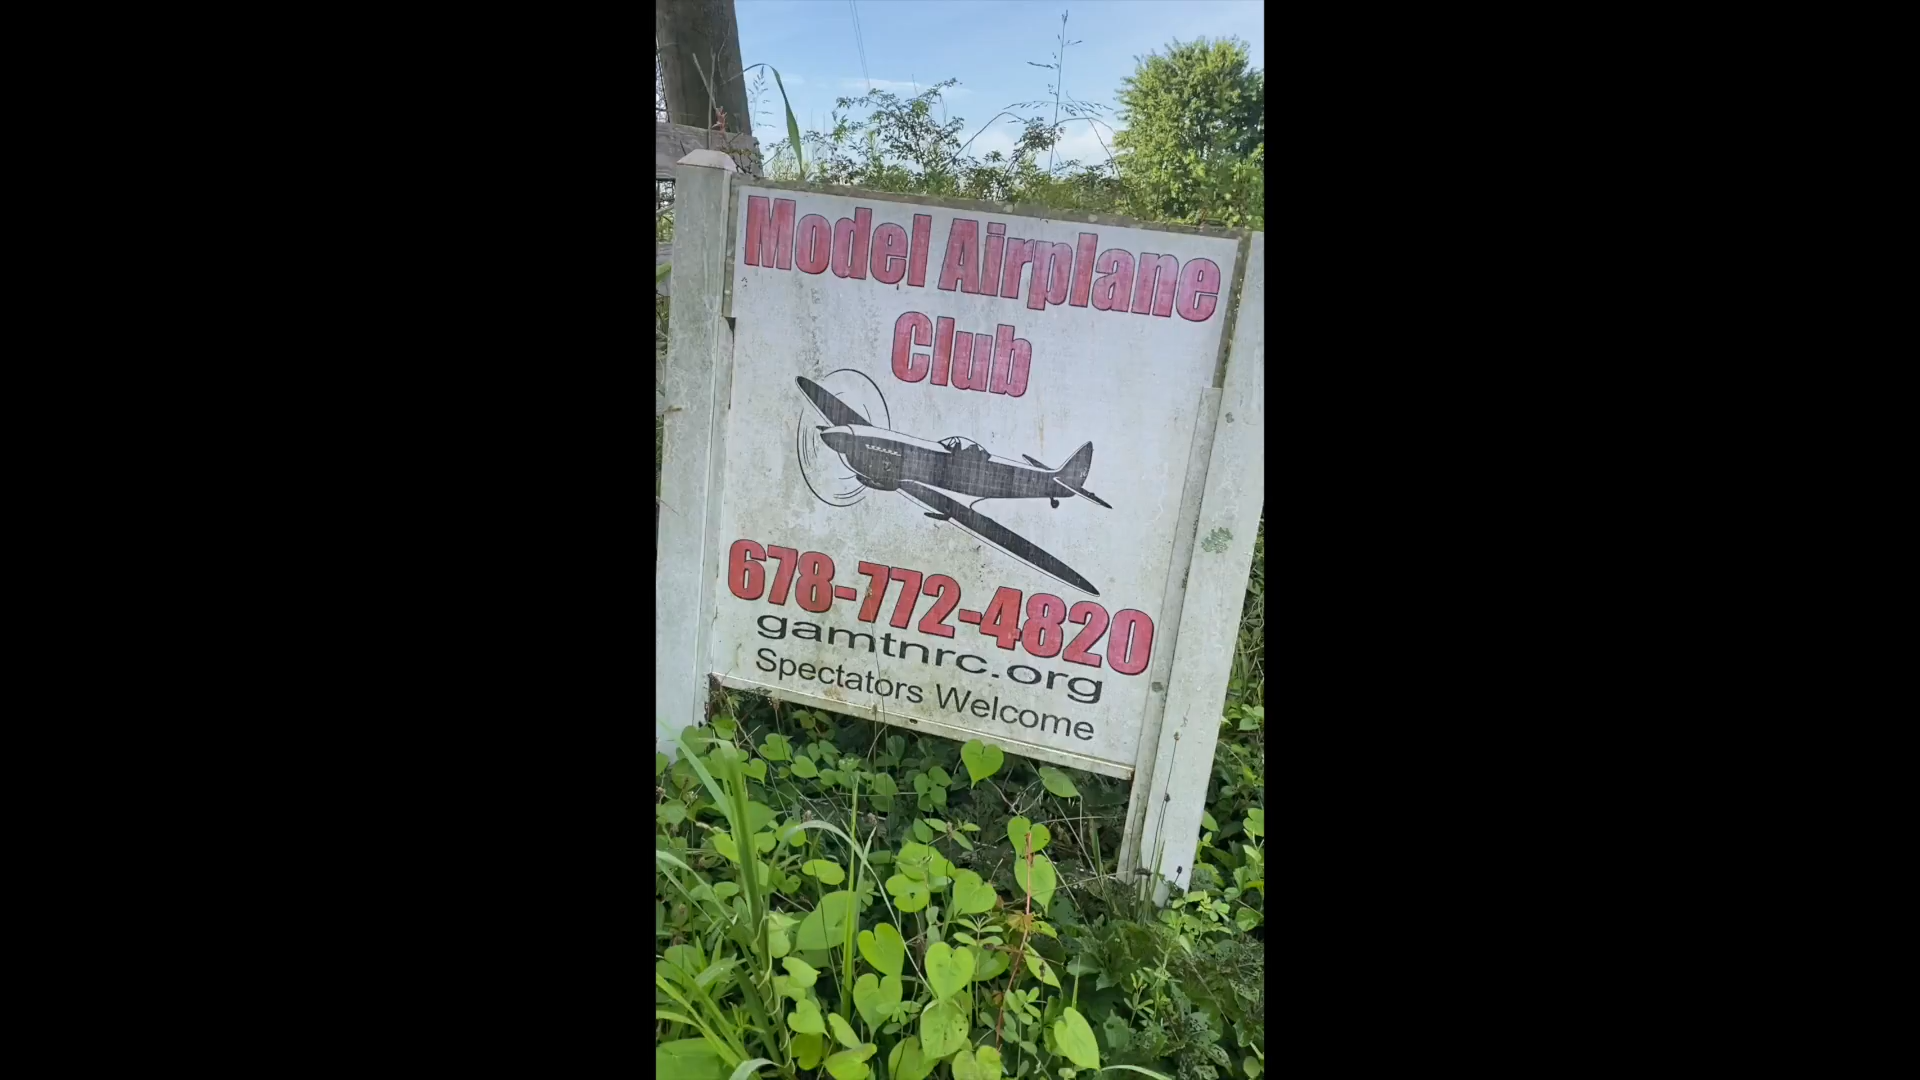 Model Airplane
Club
678-772-4820
gamtnrc.org
Spectators Welcome